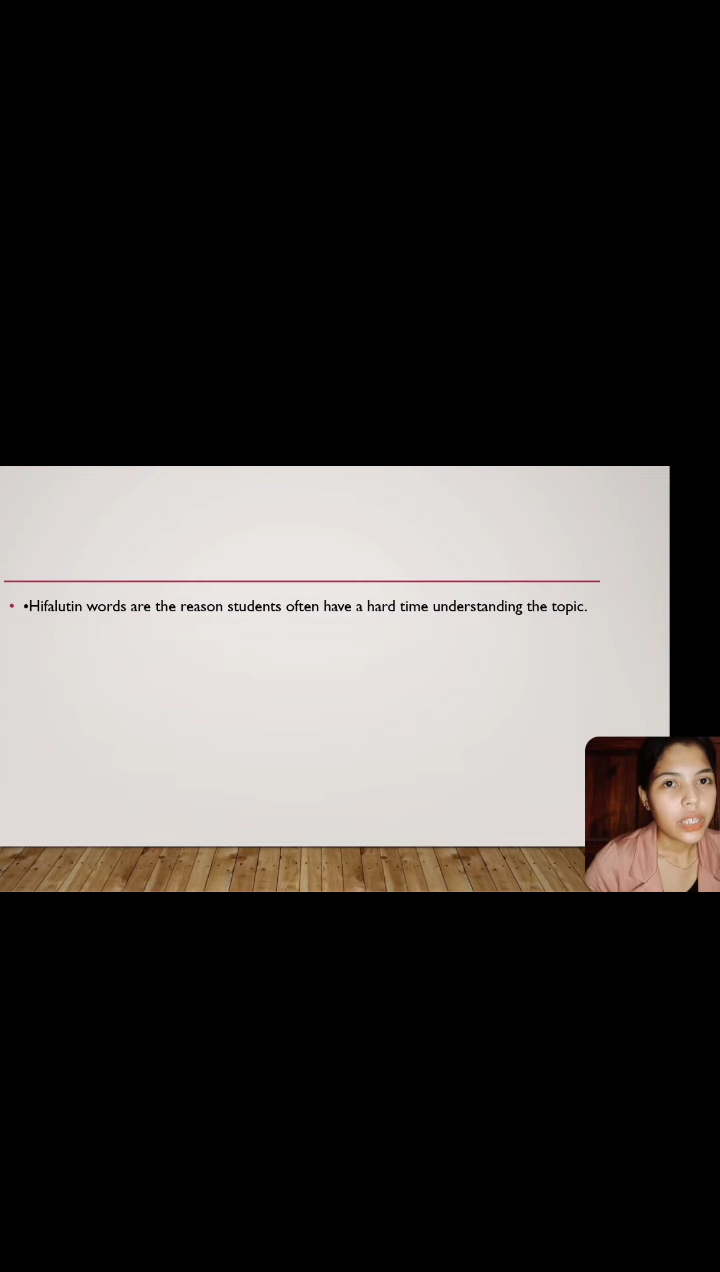 • •Hifalutin words are the reason students often have a hard time understanding the topic.